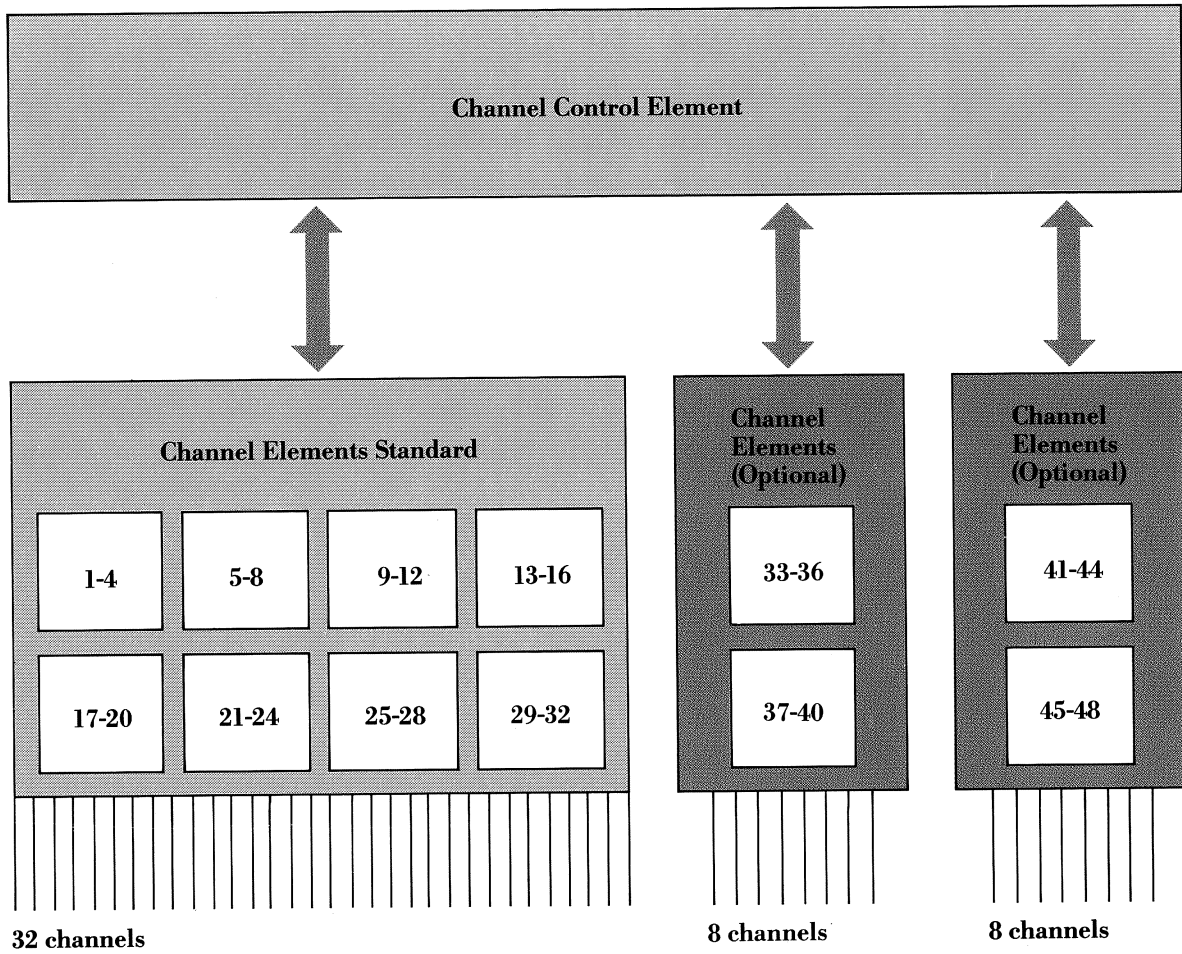 Channel Control Element
Channel Elements Standard
1-4
5-8
9-12
13-16
17-20
21-24
25-28
29-32
32 channels
Channel
Elements
(Optional)
33-36
37-40
8 channels
Channel
Elements
(Optional)
41-44
45-48
8 channels